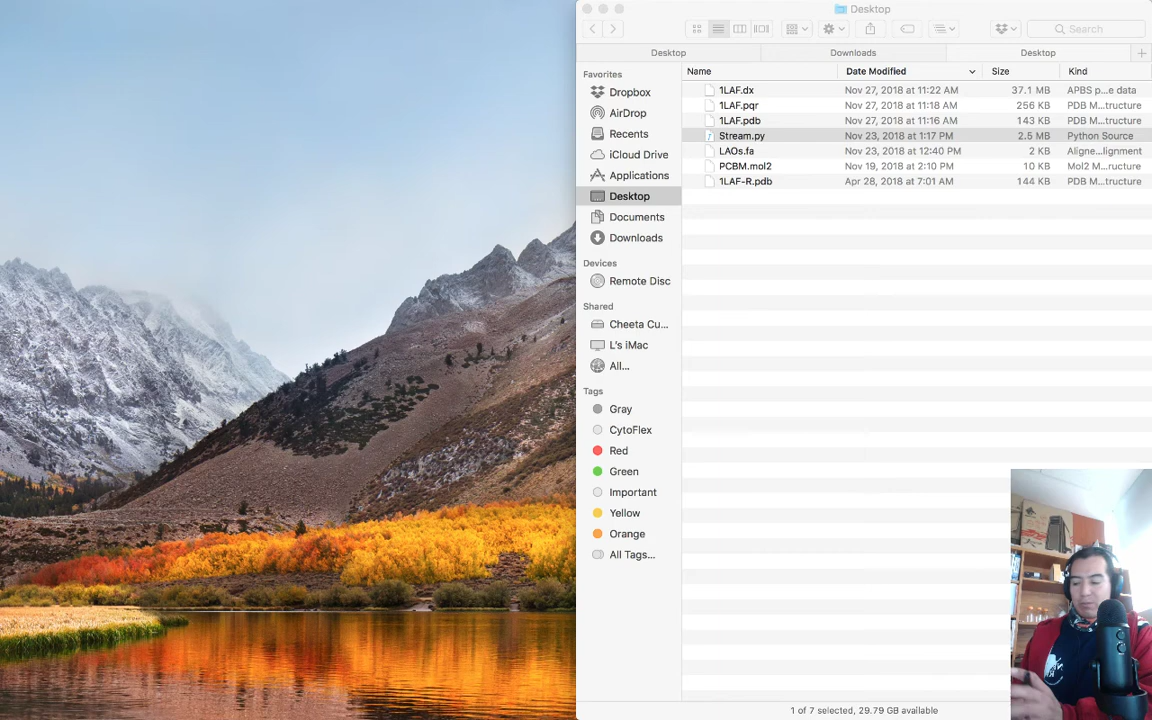 Desktop
Search
Desktop Downloads Desktop
Favorites
Dropbox
AirDrop
Recents
iCloud Drive
Applications
Desktop
Documents
Downloads
Devices
Remote Disc
Shared
Cheeta Cu...
L's iMac
All...
Tags
Gray
CytoFlex
Red
Green
Important
Yellow
Orange
All Tags...
Name Date Modified Size Kind
1LAF.dx Nov 27, 2018 at 11:22 AM 37.1 MB APBS p...e data
1LAF.pqr Nov 27, 2018 at 11:18 AM 256 KB PDB M...tructure
1LAF.pdb Nov 27, 2018 at 11:16 AM 143 KB PDB M...tructure
Stream.py Nov 23, 2018 at 1:17 PM 2.5 MB Python Source
LAOs.fa Nov 23, 2018 at 12:40 PM 2 KB Aligne...lignment
PCBM.mol2 Nov 19, 2018 at 2:10 PM 10 KB Mol2 M...tructure
1LAF-R.pdb Apr 28, 2018 at 7:01 AM 144 KB PDB M...tructure
1 of 7 selected, 29.79 GB available